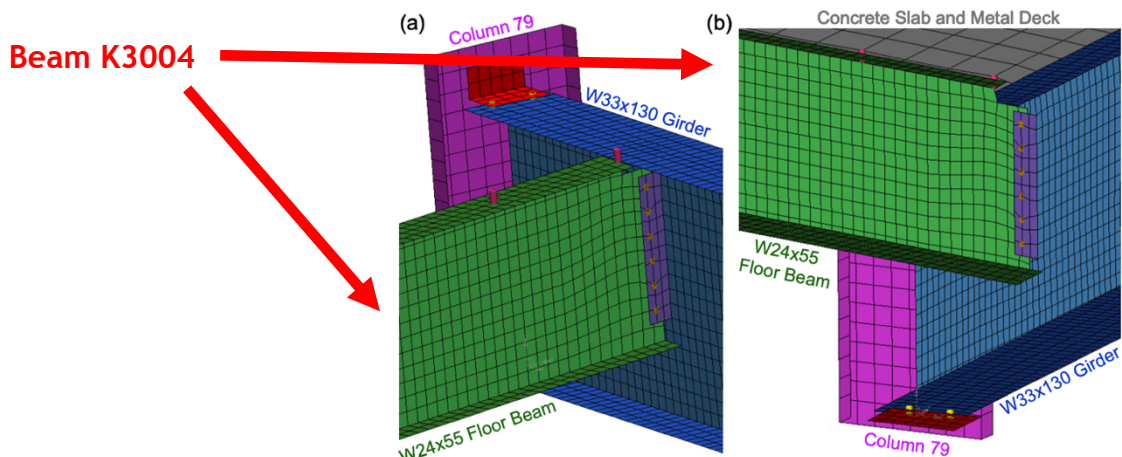 Beam K3004
(a)
Column 79
W33x130 Girder
W24x55 Floor Beam
(b)
Concrete Slab and Metal Deck
W24x55
Floor Beam
W33x130 Girder
Column 79